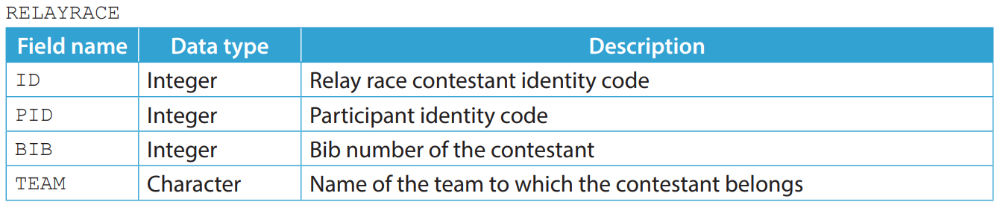 RELAYRACE
Field name Data type Description
ID Integer Relay race contestant identity code
PID Integer Participant identity code
BIB Integer Bib number of the contestant
TEAM Character Name of the team to which the contestant belongs